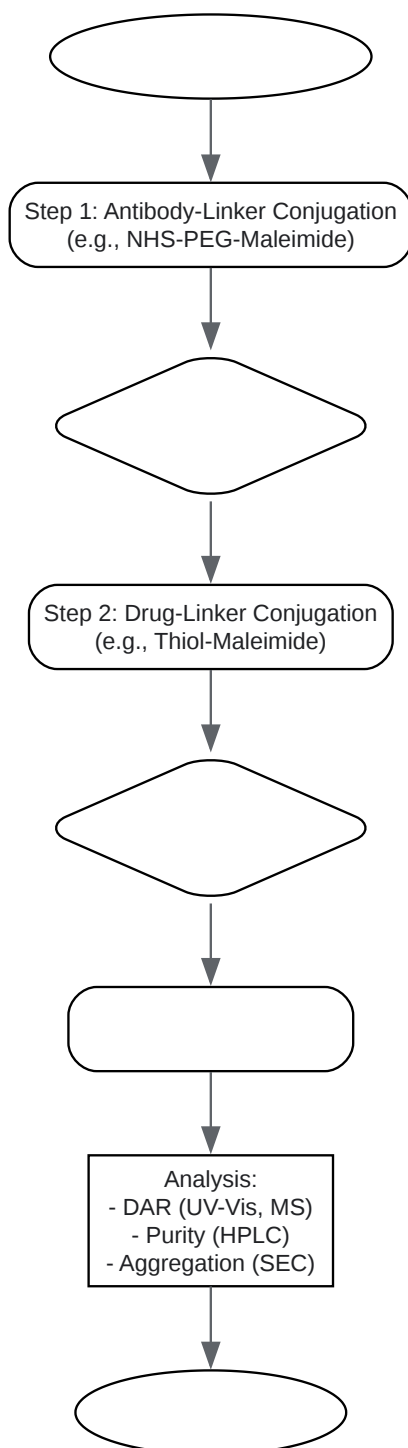 Step 1: Antibody-Linker Conjugation
(e.g., NHS-PEG-Maleimide)
Step 2: Drug-Linker Conjugation
(e.g., Thiol-Maleimide)
Analysis:
- DAR (UV-Vis, MS)
- Purity (HPLC)
- Aggregation (SEC)